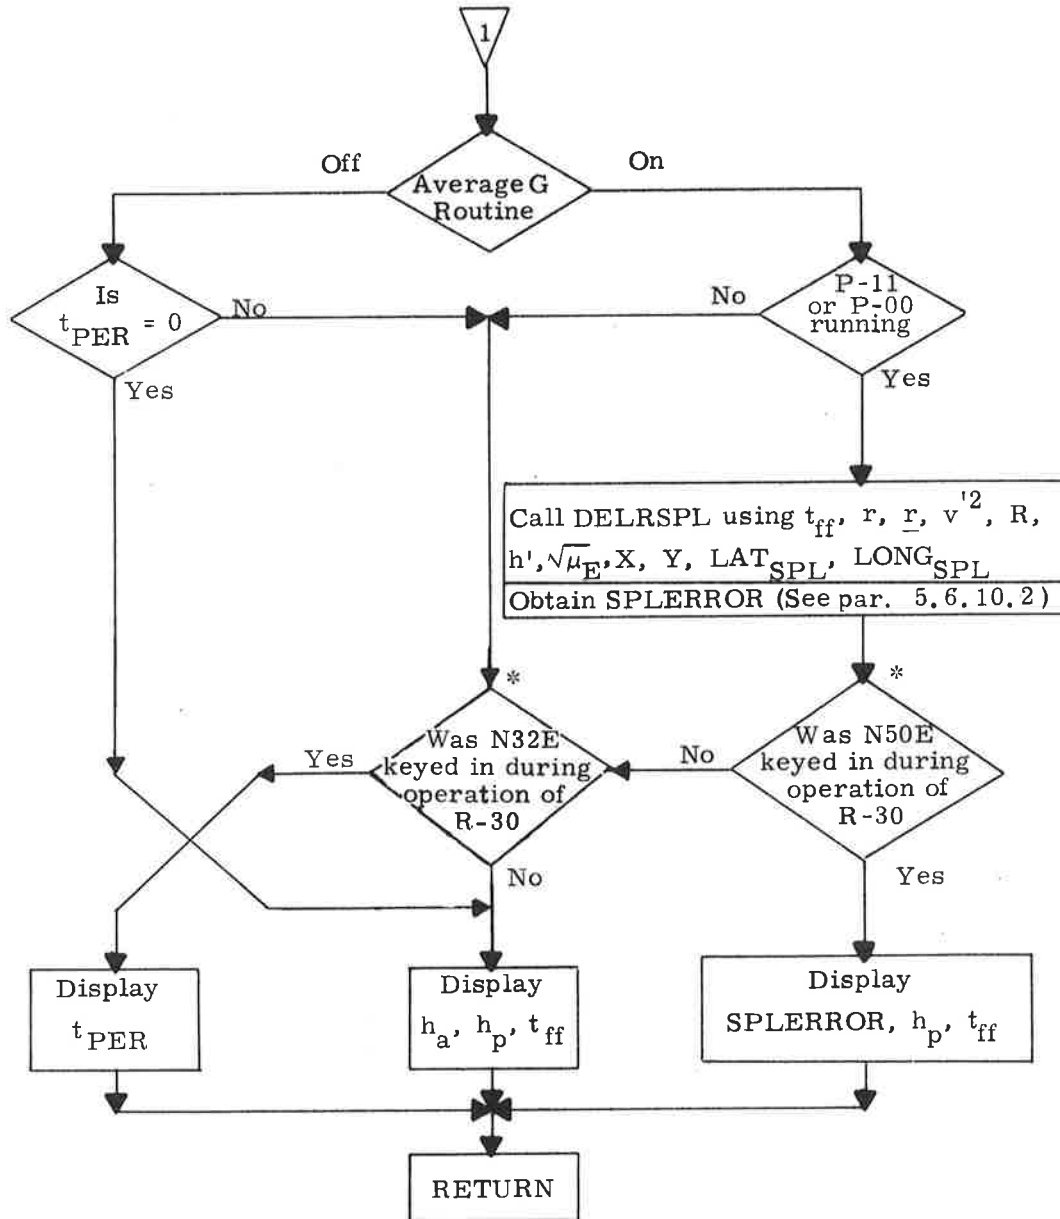 1
Off
On
Average G
Routine
Is
t_PER = 0
No
Yes
No
P-11
or P-00
running
Yes
Call DELRSPL using t_ff, r, r, v'2, R,
h', √μ_E, X, Y, LAT_SPL, LONG_SPL
Obtain SPLERROR (See par. 5.6.10.2)
*
*
Yes
Was N32E
keyed in during
operation of
R-30
No
No
Was N50E
keyed in during
operation of
R-30
Yes
Display
t_PER
Display
h_a, h_p, t_ff
Display
SPLERROR, h_p, t_ff
RETURN